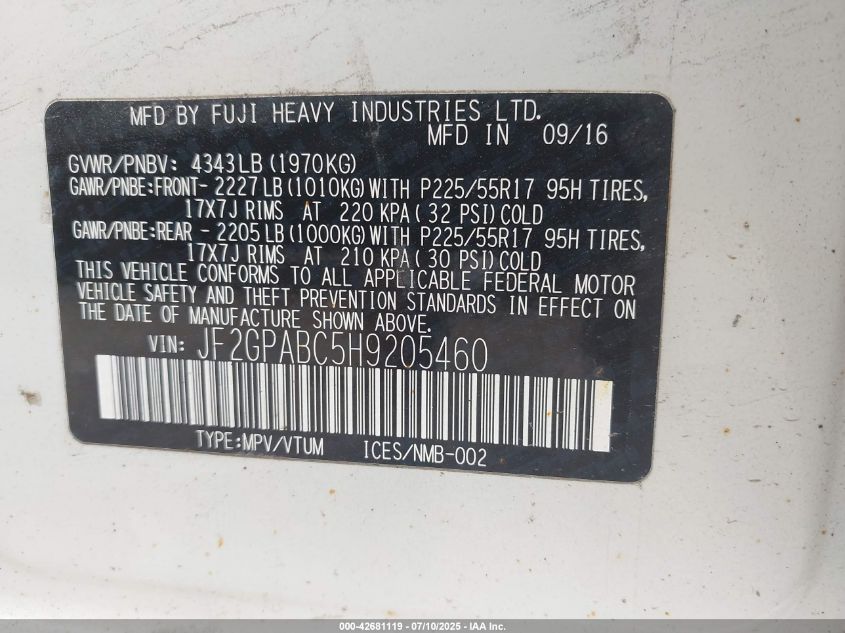 MFD BY FUJI HEAVY INDUSTRIES LTD.
MFD IN 09/16
GVWR/PNBV: 4343LB (1970KG)
GAWR/PNBE:FRONT- 2227 LB (1010KG) WITH P225/55R17 95H TIRES,
17X7J RIMS AT 220 KPA ( 32 PSI) COLD
GAWR/PNBE:REAR - 2205 LB (1000KG) WITH P225/55R17 95H TIRES,
17X7J RIMS AT 210 KPA ( 30 PSI) COLD
THIS VEHICLE CONFORMS TO ALL APPLICABLE FEDERAL MOTOR
VEHICLE SAFETY AND THEFT PREVENTION STANDARDS IN EFFECT ON
THE DATE OF MANUFACTURE SHOWN ABOVE.
VIN: JF2GPABC5H9205460
TYPE:MPV/VTUM ICES/NMB-002
000-42681119 - 07/10/2025 - IAA Inc.